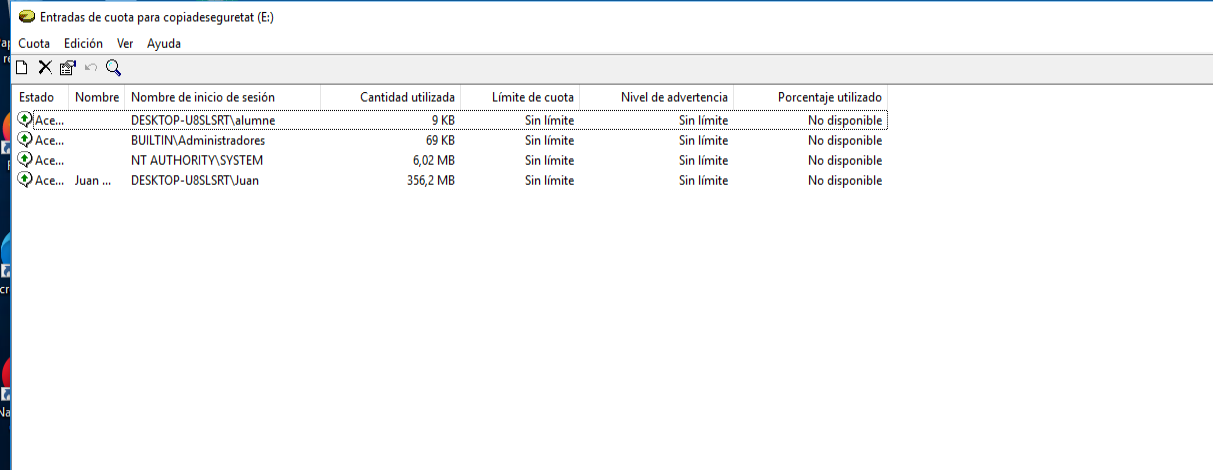 Entradas de cuota para copiadeseguretat (E:)
Cuota Edición Ver Ayuda
Estado Nombre Nombre de inicio de sesión Cantidad utilizada Límite de cuota Nivel de advertencia Porcentaje utilizado
Ace... DESKTOP-U8SLSRT\alumne 9 KB Sin límite Sin límite No disponible
Ace... BUILTIN\Administradores 69 KB Sin límite Sin límite No disponible
Ace... NT AUTHORITY\SYSTEM 6,02 MB Sin límite Sin límite No disponible
Ace... Juan ... DESKTOP-U8SLSRT\Juan 356,2 MB Sin límite Sin límite No disponible